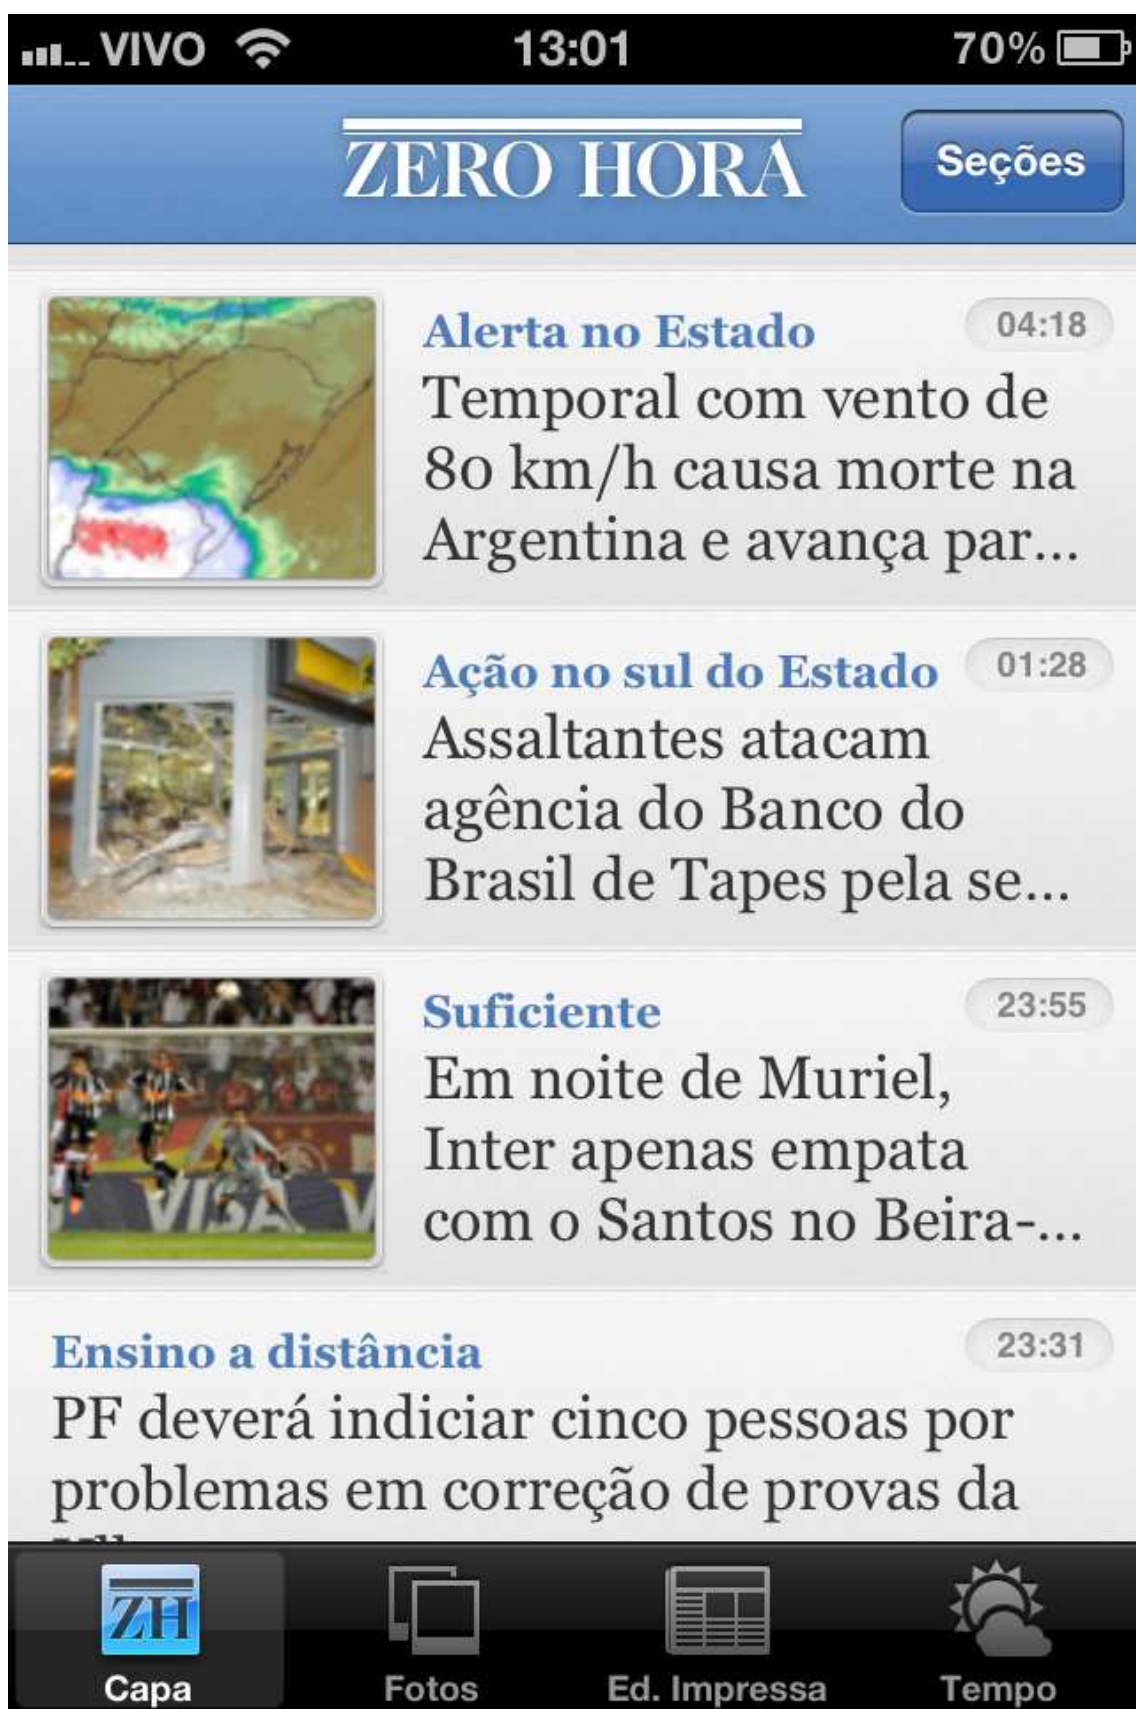 VIVO 13:01 70%
ZERO HORA Seções
Alerta no Estado 04:18
Temporal com vento de
80 km/h causa morte na
Argentina e avança par...
Ação no sul do Estado 01:28
Assaltantes atacam
agência do Banco do
Brasil de Tapes pela se...
Suficiente 23:55
Em noite de Muriel,
Inter apenas empata
com o Santos no Beira-...
VISA
Ensino a distância 23:31
PF deverá indiciar cinco pessoas por
problemas em correção de provas da
ZH
Capa Fotos Ed. Impressa Tempo